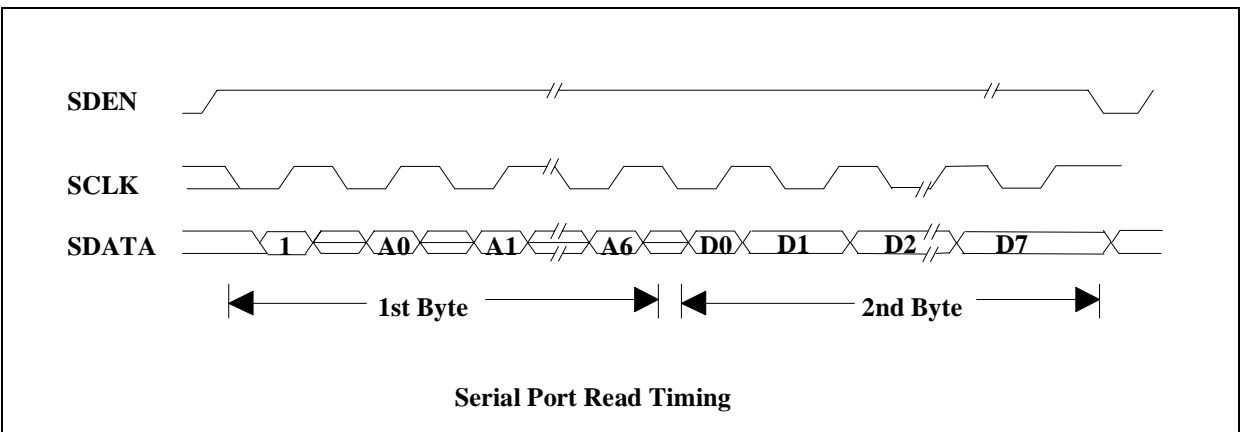 SDEN
SCLK
SDATA 1 A0 A1 A6 D0 D1 D2 D7
1st Byte 2nd Byte
Serial Port Read Timing